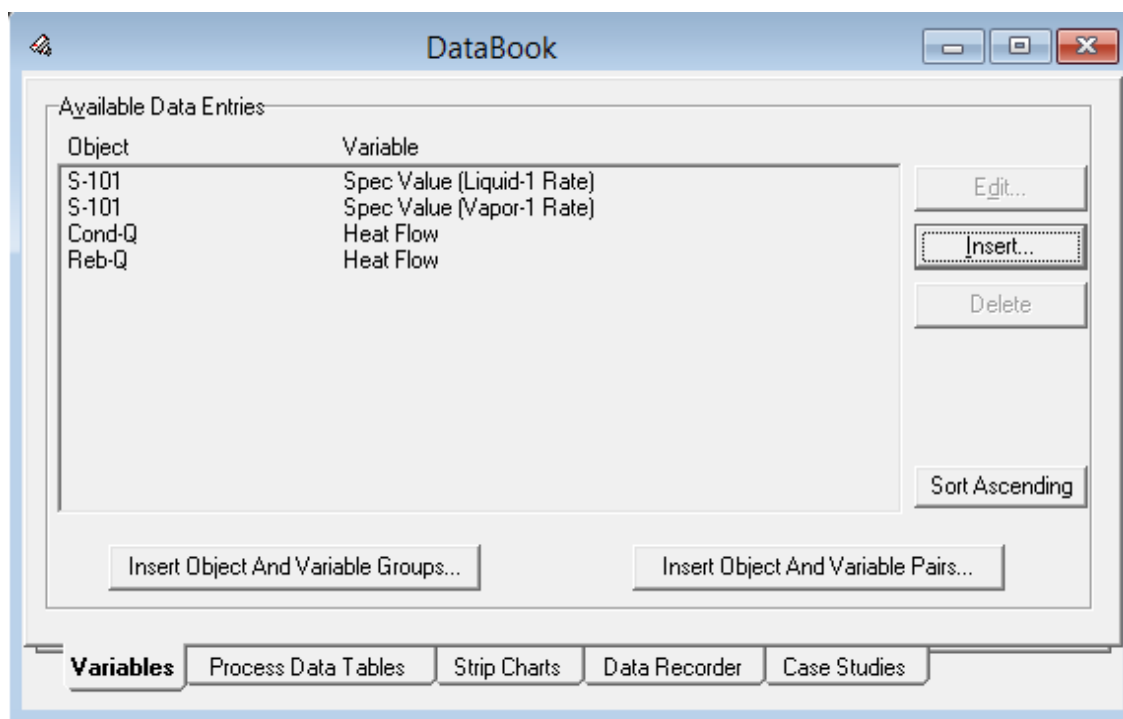 DataBook
Available Data Entries
Object Variable
S-101 Spec Value (Liquid-1 Rate)
S-101 Spec Value (Vapor-1 Rate)
Cond-Q Heat Flow
Reb-Q Heat Flow
Edit...
Insert...
Delete
Sort Ascending
Insert Object And Variable Groups... Insert Object And Variable Pairs...
Variables Process Data Tables Strip Charts Data Recorder Case Studies